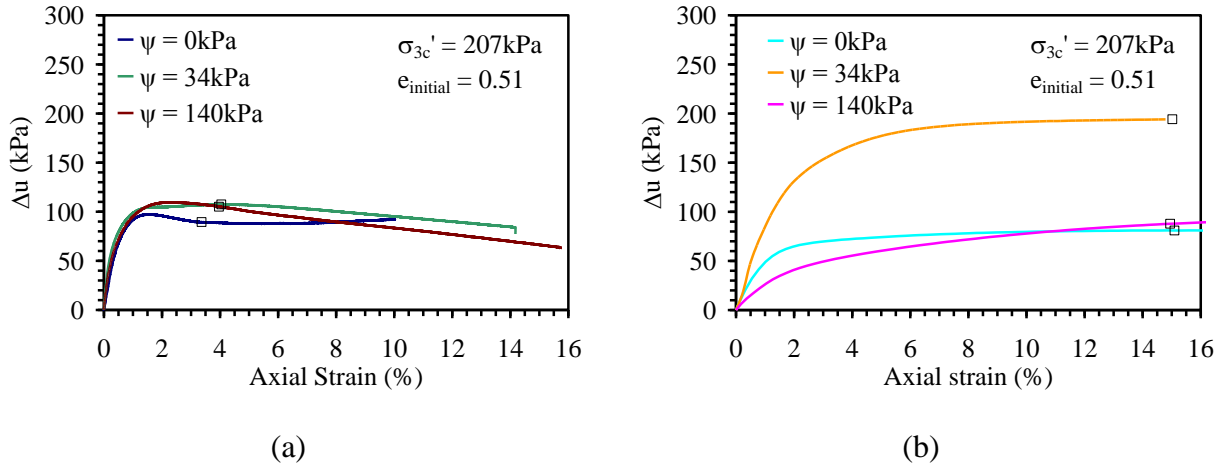 300
250
200
150
100
50
0
Δu (kPa)
ψ = 0kPa
ψ = 34kPa
ψ = 140kPa
σ3c' = 207kPa
einitial = 0.51
0 2 4 6 8 10 12 14 16
Axial Strain (%)
(a)
300
250
200
150
100
50
0
Δu (kPa)
ψ = 0kPa
ψ = 34kPa
ψ = 140kPa
σ3c' = 207kPa
einitial = 0.51
0 2 4 6 8 10 12 14 16
Axial strain (%)
(b)